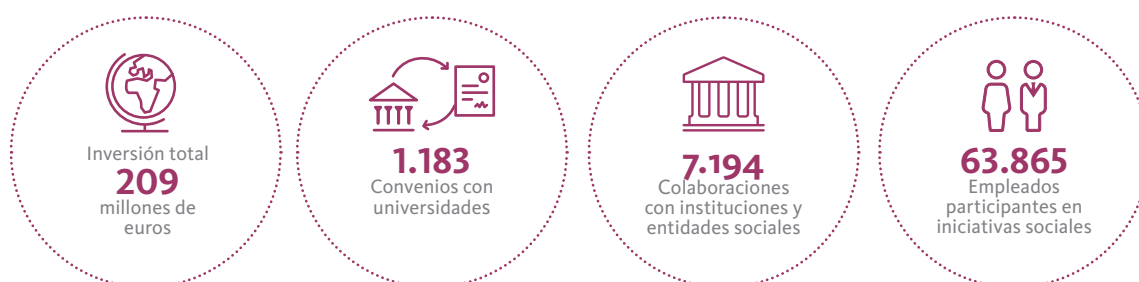 Inversión total
209
millones de
euros
1.183
Convenios con
universidades
7.194
Colaboraciones
con instituciones y
entidades sociales
63.865
Empleados
participantes en
iniciativas sociales